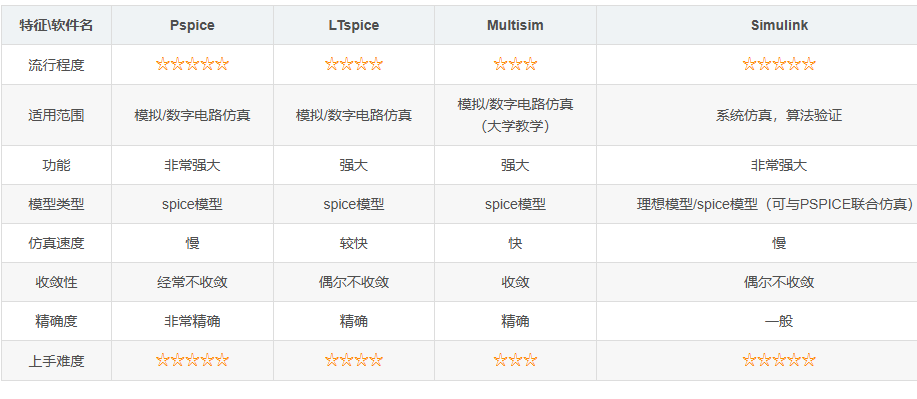 特征\软件名 Pspice LTspice Multisim Simulink
流行程度 ☆☆☆☆☆ ☆☆☆☆ ☆☆☆ ☆☆☆☆☆
适用范围 模拟/数字电路仿真 模拟/数字电路仿真 模拟/数字电路仿真 系统仿真，算法验证
（大学教学）
功能 非常强大 强大 强大 非常强大
模型类型 spice模型 spice模型 spice模型 理想模型/spice模型（可与PSPICE联合仿真）
仿真速度 慢 较快 快 慢
收敛性 经常不收敛 偶尔不收敛 收敛 偶尔不收敛
精确度 非常精确 精确 精确 一般
上手难度 ☆☆☆☆☆ ☆☆☆☆ ☆☆☆ ☆☆☆☆☆